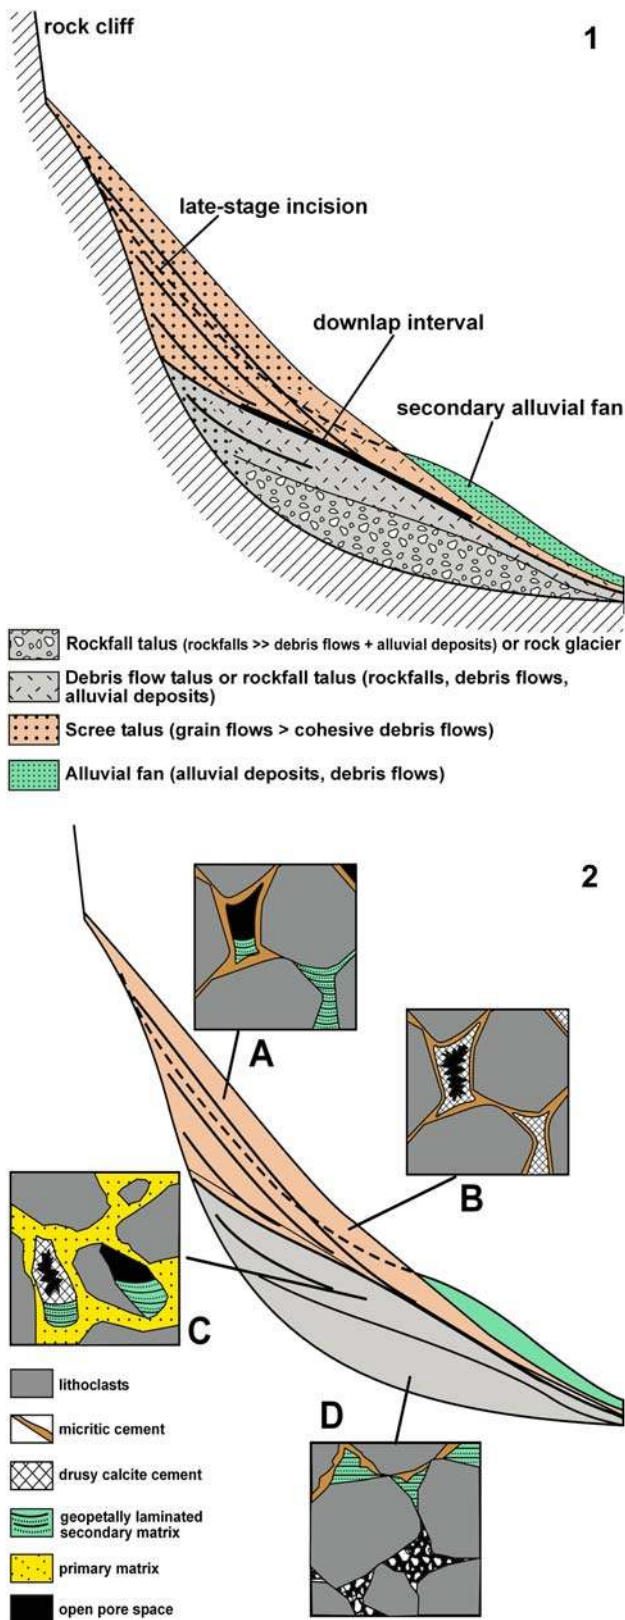 rock cliff
1
late-stage incision
downlap interval
secondary alluvial fan
Rockfall talus (rockfalls >> debris flows + alluvial deposits) or rock glacier
Debris flow talus or rockfall talus (rockfalls, debris flows,
alluvial deposits)
Scree talus (grain flows > cohesive debris flows)
Alluvial fan (alluvial deposits, debris flows)
2
A
B
C
D
lithoclasts
micritic cement
drusy calcite cement
geopetally laminated
secondary matrix
primary matrix
open pore space